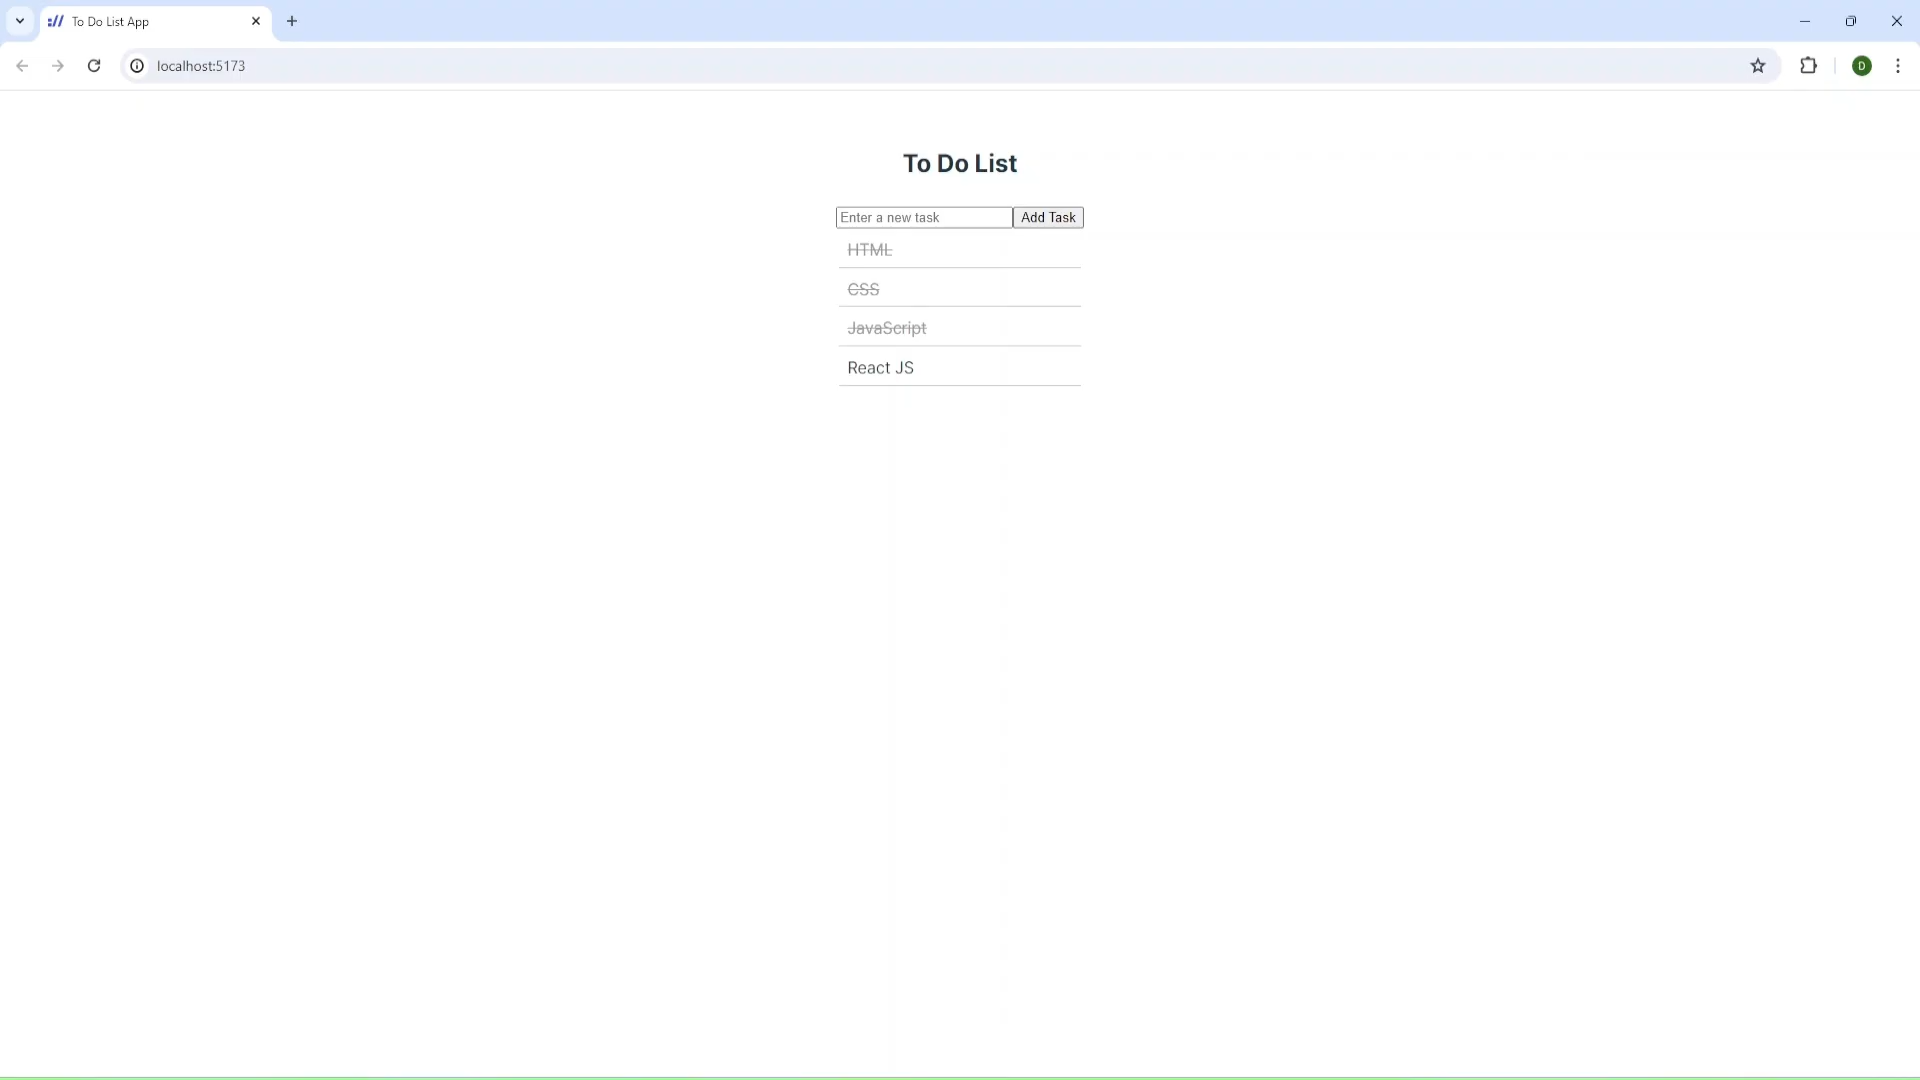 To Do List App
localhost:5173
D
To Do List
Enter a new task Add Task
HTML
CSS
JavaScript
React JS